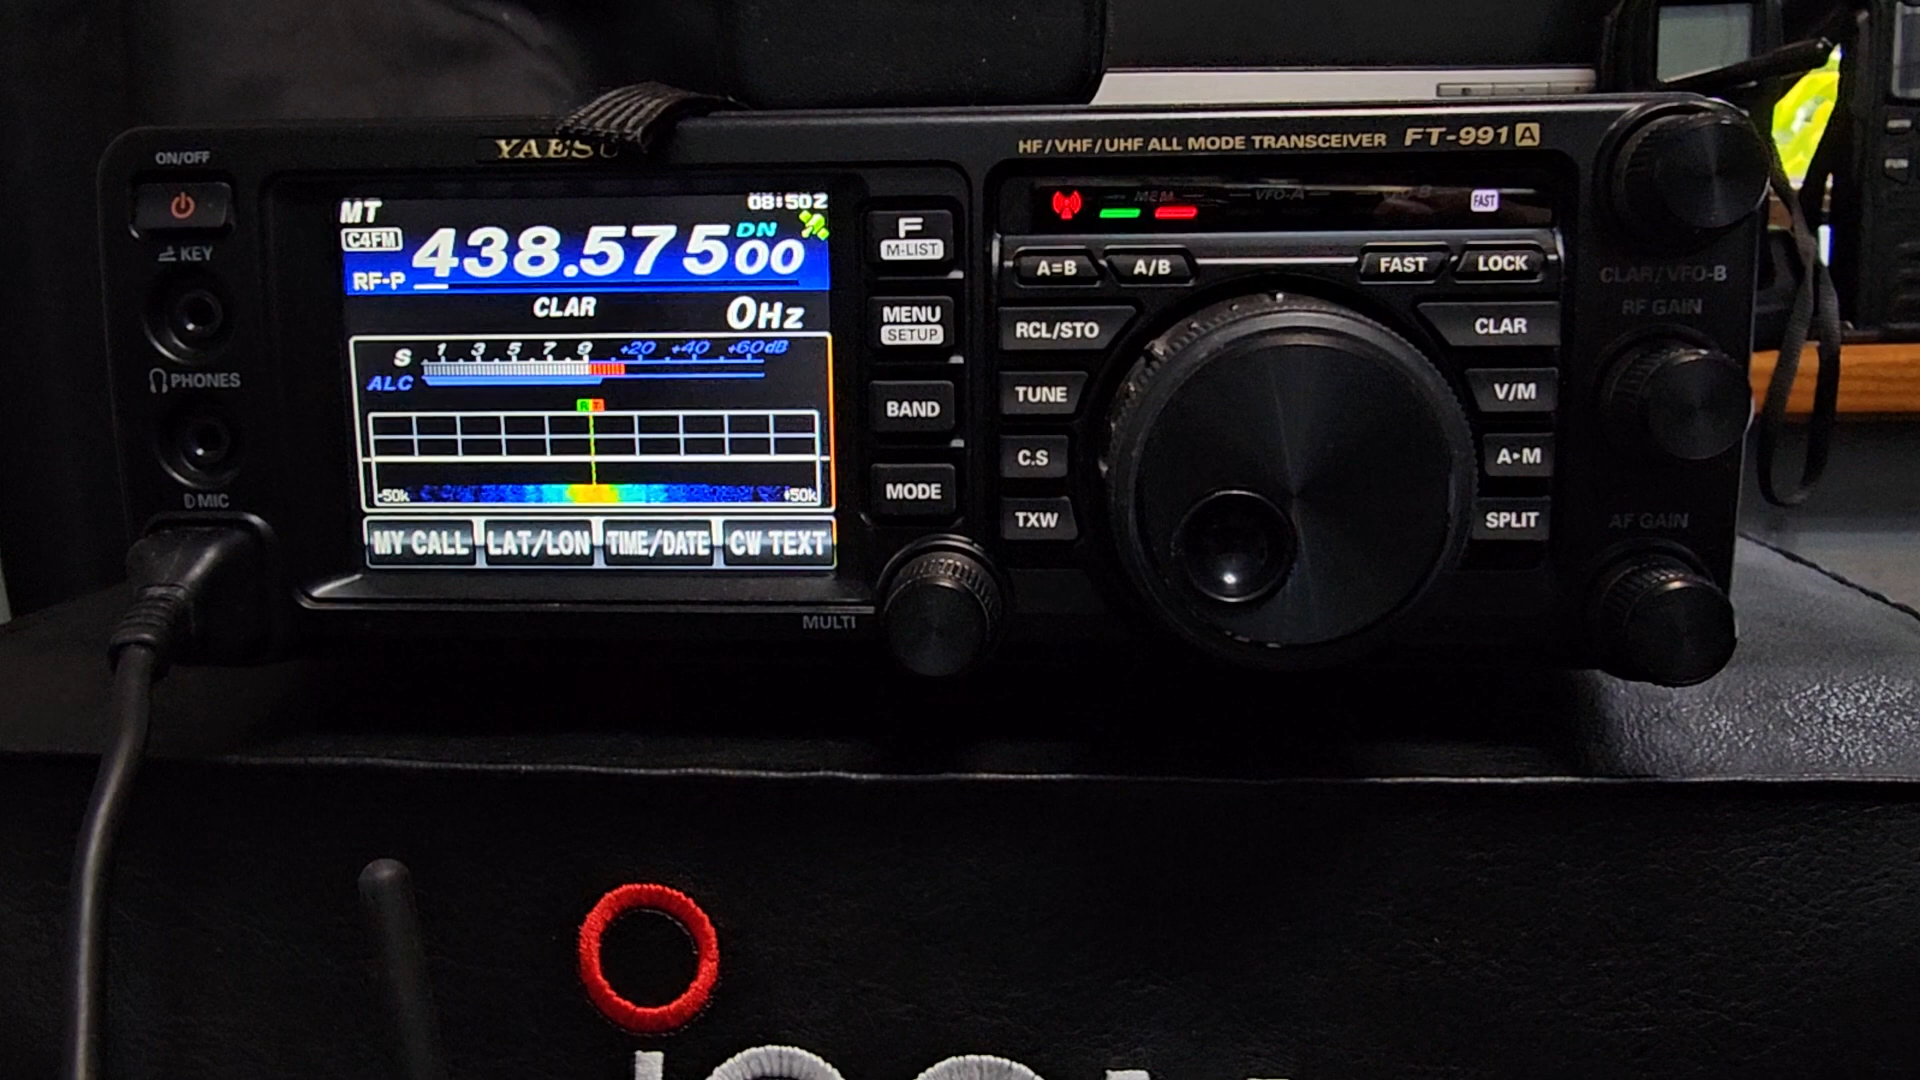 YAESU
HF/VHF/UHF ALL MODE TRANSCEIVER FT-991A
ON/OFF
KEY
PHONES
MIC
MT
08:50Z
C4FM
438.57500
DN
RF-P
CLAR
0Hz
S 1 3 5 7 9 +20 +40 +60dB
ALC
R T
-50k
+50k
MY CALL LAT/LON TIME/DATE CW TEXT
MULTI
F
M-LIST
MENU
SETUP
BAND
MODE
MEM VFO-A
FAST
A=B A/B FAST LOCK
RCL/STO
CLAR
TUNE
V/M
C.S
A▸M
TXW
SPLIT
CLAR/VFO-B
RF GAIN
AF GAIN
FUN